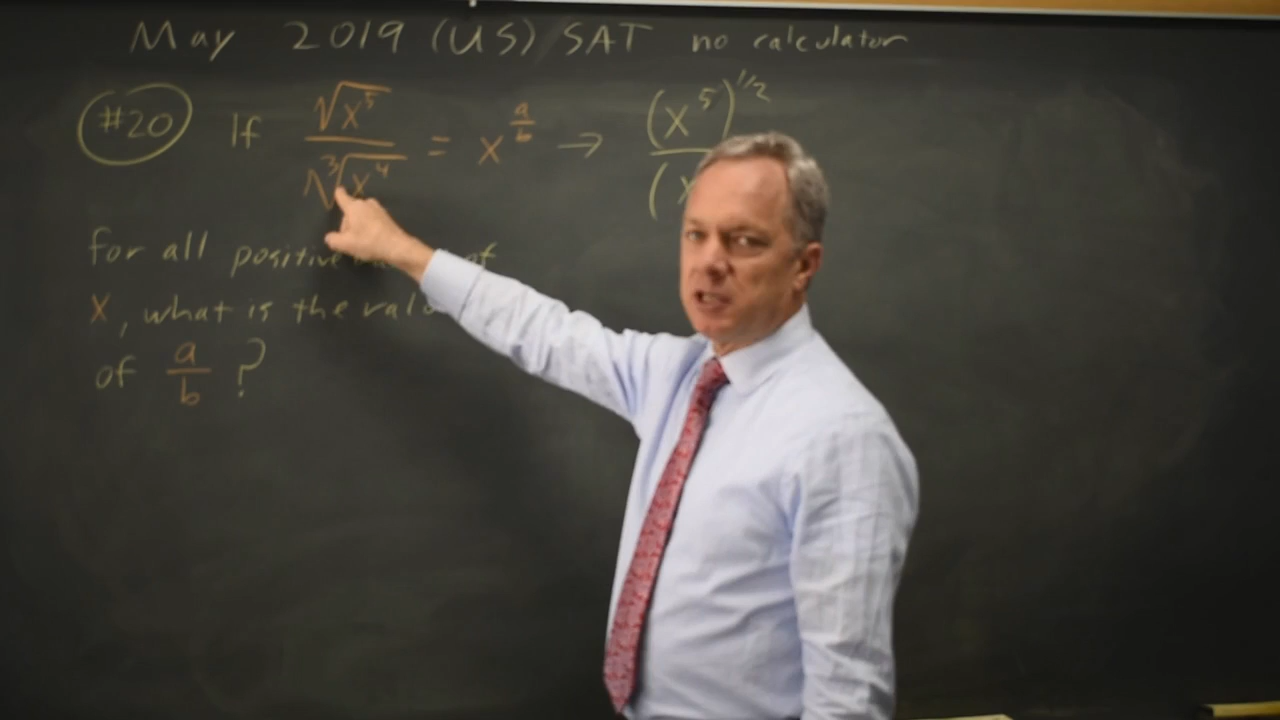 May 2019 (US) SAT no calculator
#20 If √x⁵ / ∛x⁴ = x^(a/b) → (x⁵)^(1/2) / (x
for all positive of
x, what is the
of a/b ?